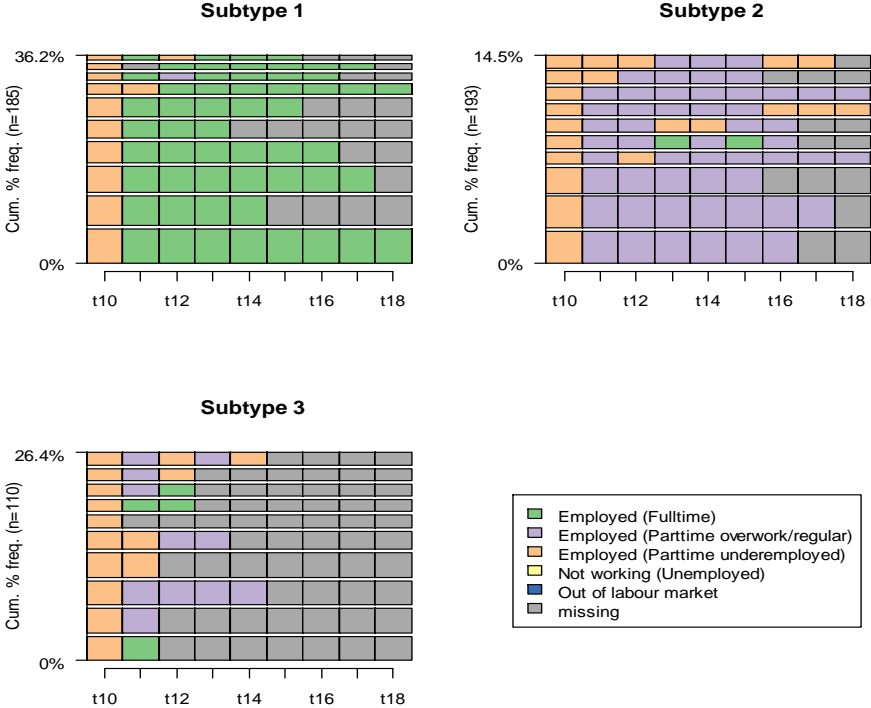 Subtype 1
36.2%
Cum. % freq. (n=185)
0%
t10 t12 t14 t16 t18
Subtype 2
14.5%
Cum. % freq. (n=193)
0%
t10 t12 t14 t16 t18
Subtype 3
26.4%
Cum. % freq. (n=110)
0%
t10 t12 t14 t16 t18
Employed (Fulltime)
Employed (Parttime overwork/regular)
Employed (Parttime underemployed)
Not working (Unemployed)
Out of labour market
missing